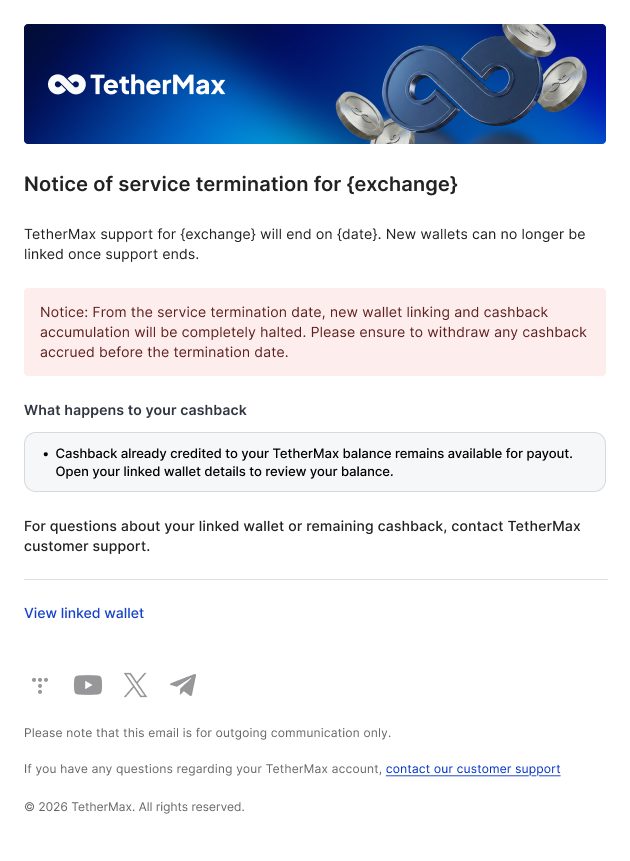 TetherMax
Notice of service termination for {exchange}
TetherMax support for {exchange} will end on {date}. New wallets can no longer be
linked once support ends.
Notice: From the service termination date, new wallet linking and cashback
accumulation will be completely halted. Please ensure to withdraw any cashback
accrued before the termination date.
What happens to your cashback
• Cashback already credited to your TetherMax balance remains available for payout.
Open your linked wallet details to review your balance.
For questions about your linked wallet or remaining cashback, contact TetherMax
customer support.
View linked wallet
Please note that this email is for outgoing communication only.
If you have any questions regarding your TetherMax account, contact our customer support
© 2026 TetherMax. All rights reserved.